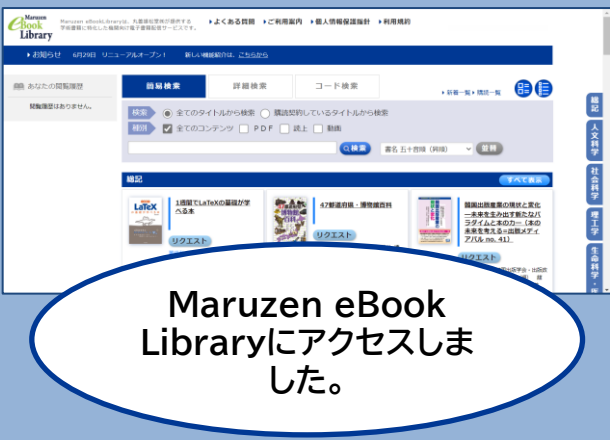 Maruzen eBook Library
Maruzen eBookLibraryは、丸善雄松堂が提供する
学術書籍に特化した機関向け電子書籍配信サービスです。
よくある質問 ご利用案内 個人情報保護指針 利用規約
お知らせ 6月29日 リニューアルオープン! 新しい機能紹介は、こちらから
あなたの閲覧履歴
閲覧履歴はありません。
簡易検索 詳細検索 コード検索
新着一覧 購読一覧
検索 全てのタイトルから検索 購読契約しているタイトルから検索
種別 全てのコンテンツ PDF 読上 動画
検索 書名 五十音順(昇順) 並替
総記 すべて表示
LaTeX
1週間でLaTeXの基礎が学べる本
リクエスト
47都道府県・博物館百科
リクエスト
韓国出版産業の現状と変化
―未来を生み出す新たなパ
ラダイムと本の力―(本の
未来を考える=出版メディ
アパル no. 41)
リクエスト
総記
人文科学
社会科学
理工学
生命科学・医
Maruzen eBook
Libraryにアクセスしま
した。